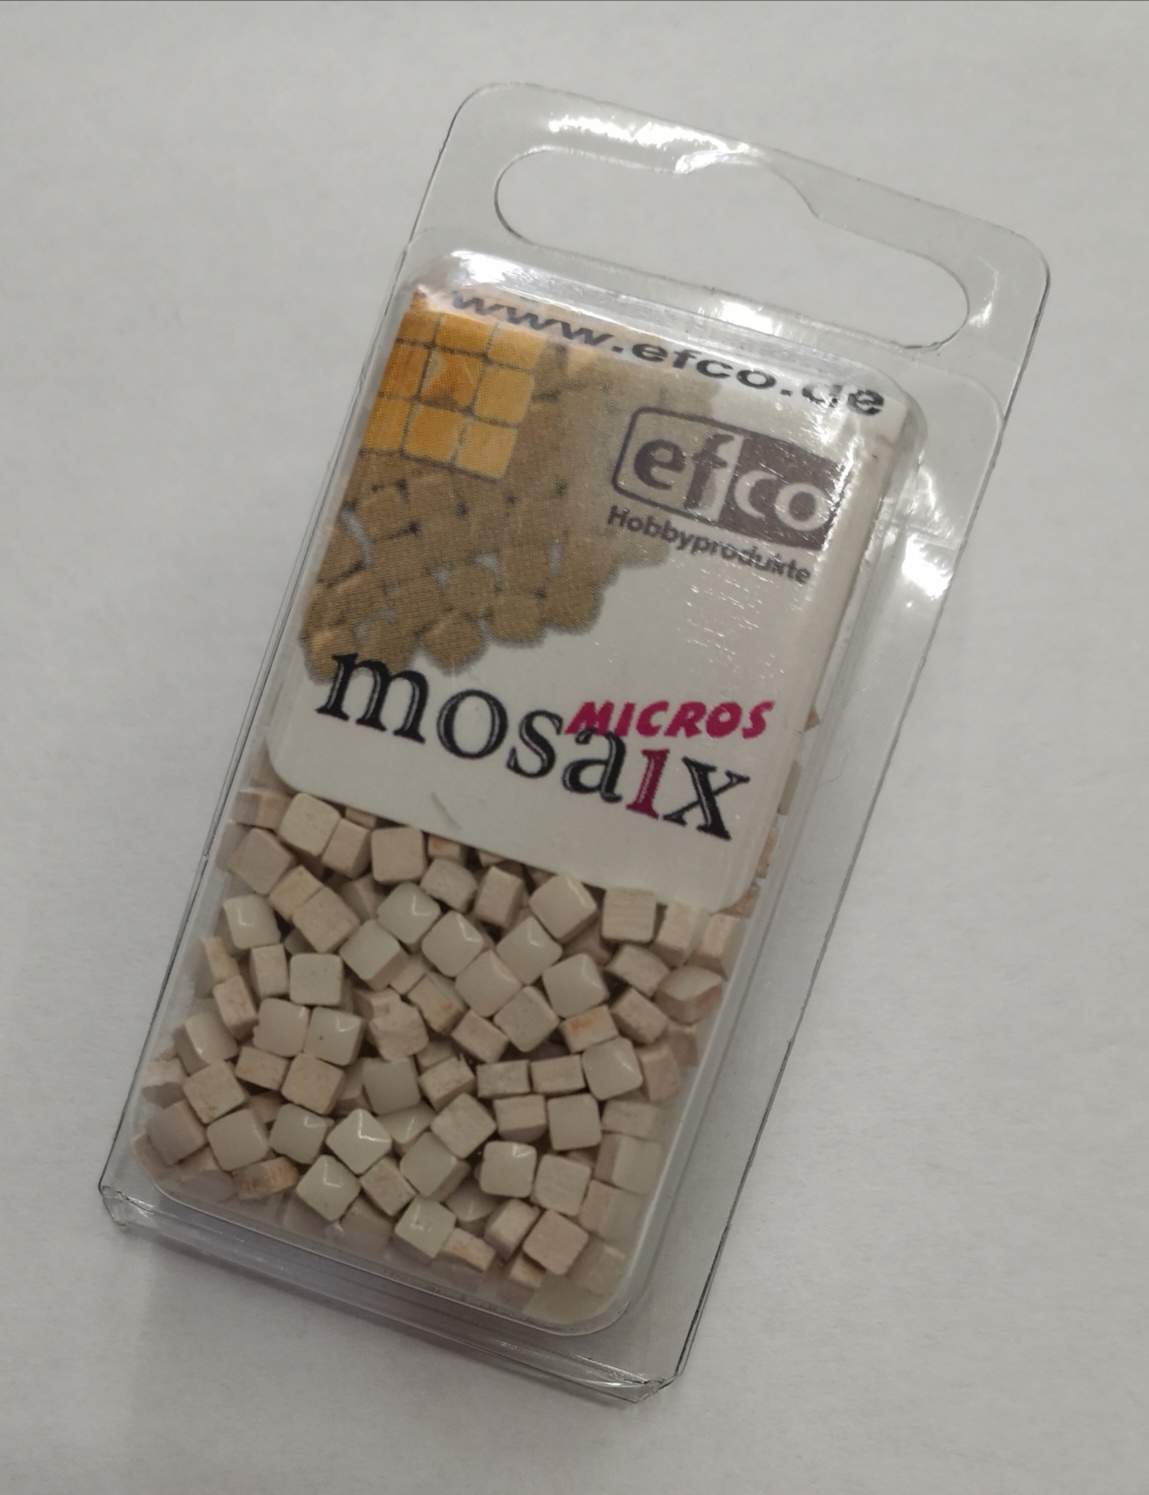 www.efco.de
efco
Hobbyprodukte
MICROS
mosaix